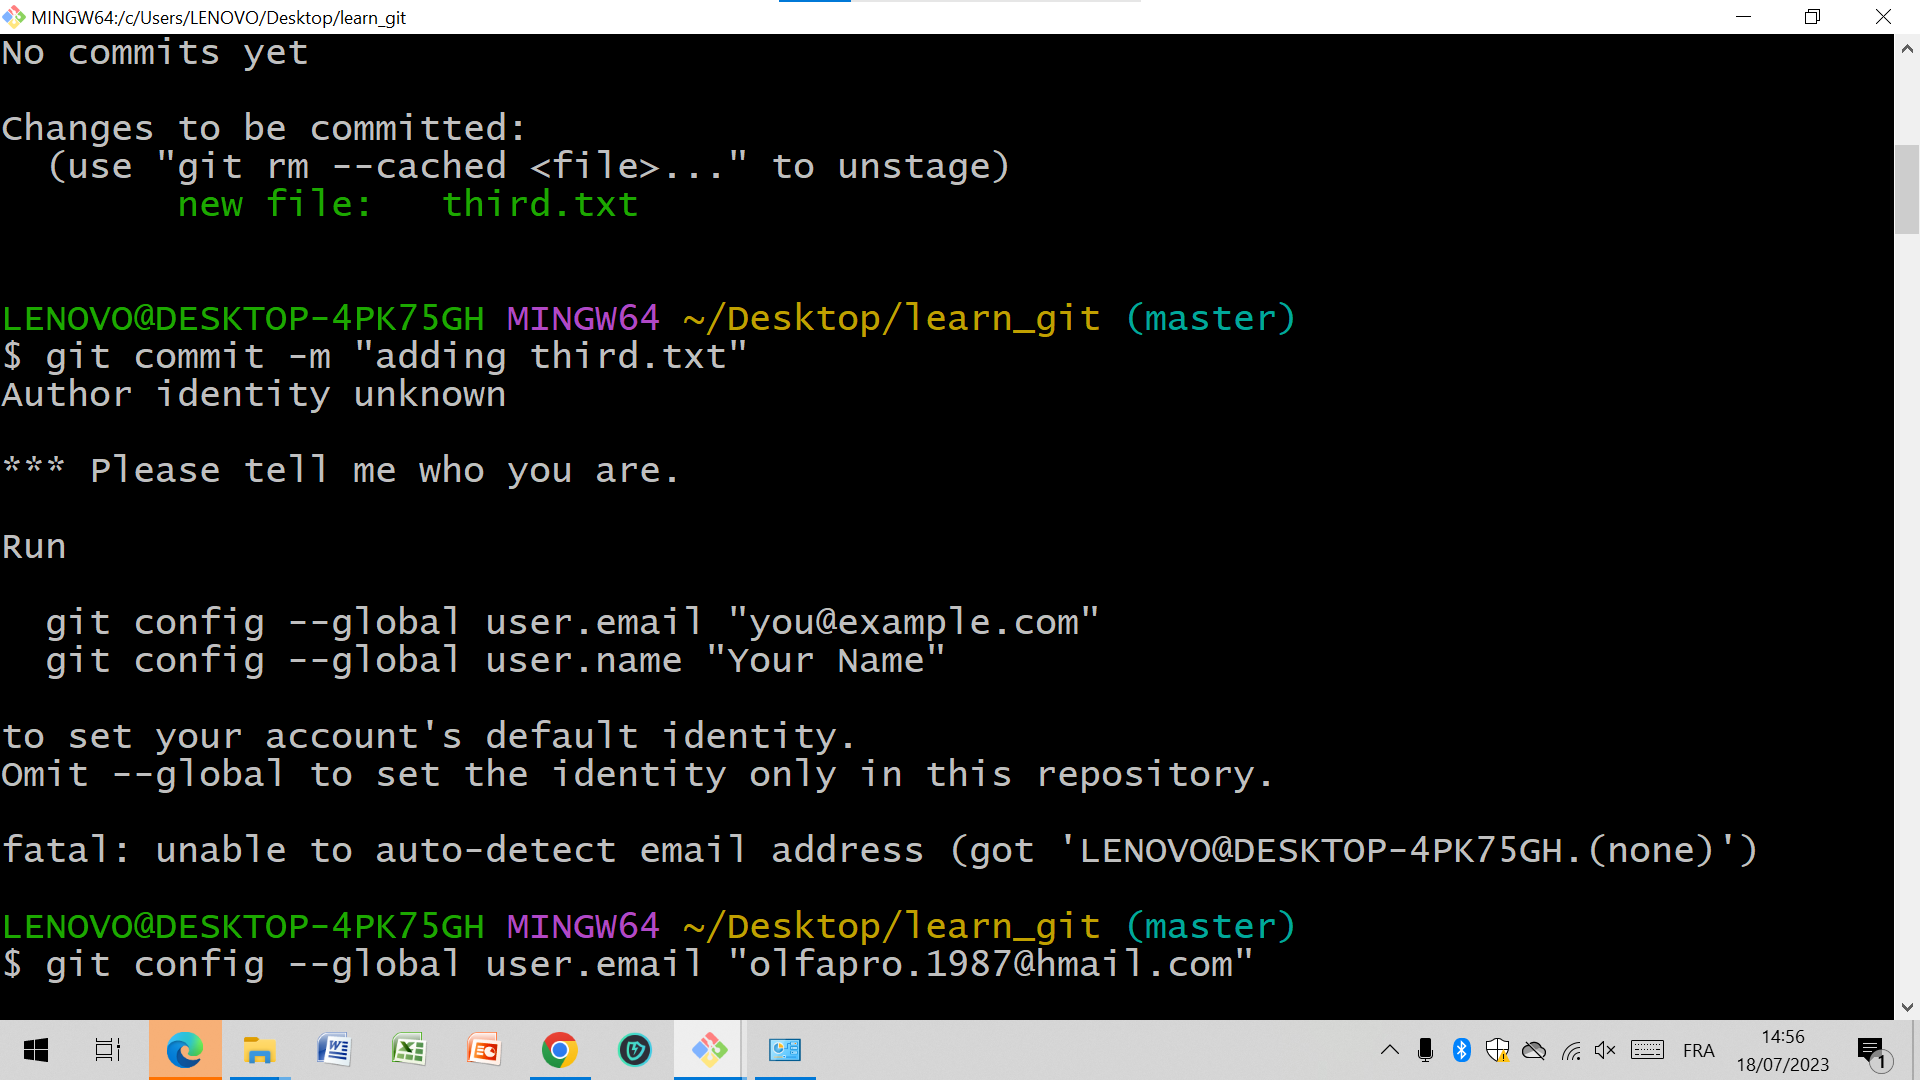 MINGW64:/c/Users/LENOVO/Desktop/learn_git
No commits yet
Changes to be committed:
(use "git rm --cached <file>..." to unstage)
new file:   third.txt
LENOVO@DESKTOP-4PK75GH MINGW64 ~/Desktop/learn_git (master)
$ git commit -m "adding third.txt"
Author identity unknown
*** Please tell me who you are.
Run
git config --global user.email "you@example.com"
git config --global user.name "Your Name"
to set your account's default identity.
Omit --global to set the identity only in this repository.
fatal: unable to auto-detect email address (got 'LENOVO@DESKTOP-4PK75GH.(none)')
LENOVO@DESKTOP-4PK75GH MINGW64 ~/Desktop/learn_git (master)
$ git config --global user.email "olfapro.1987@hmail.com"
FRA
14:56
18/07/2023
1